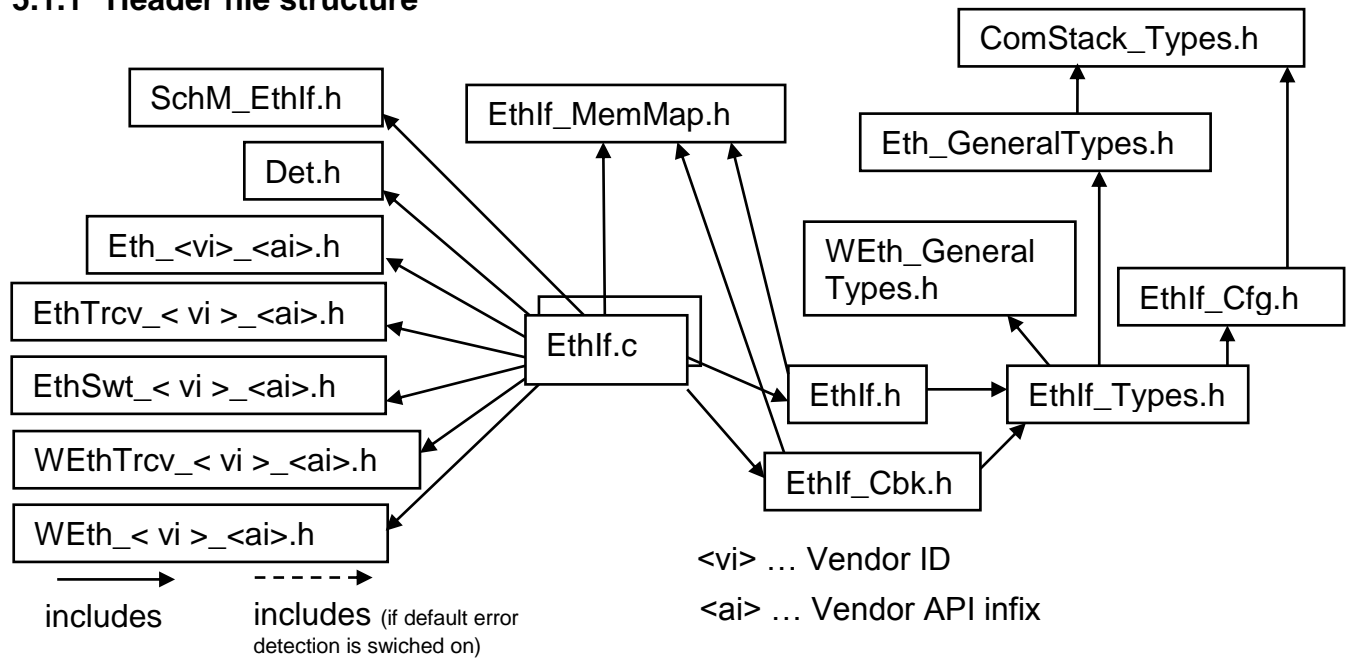 5.1.1 Header file structure
ComStack_Types.h
SchM_EthIf.h
EthIf_MemMap.h
Eth_GeneralTypes.h
Det.h
Eth_<vi>_<ai>.h
WEth_General
Types.h
EthTrcv_< vi >_<ai>.h
EthIf_Cfg.h
EthIf.c
EthSwt_< vi >_<ai>.h
EthIf.h
EthIf_Types.h
WEthTrcv_< vi >_<ai>.h
EthIf_Cbk.h
WEth_< vi >_<ai>.h
<vi> … Vendor ID
<ai> … Vendor API infix
includes
includes (if default error
detection is swiched on)